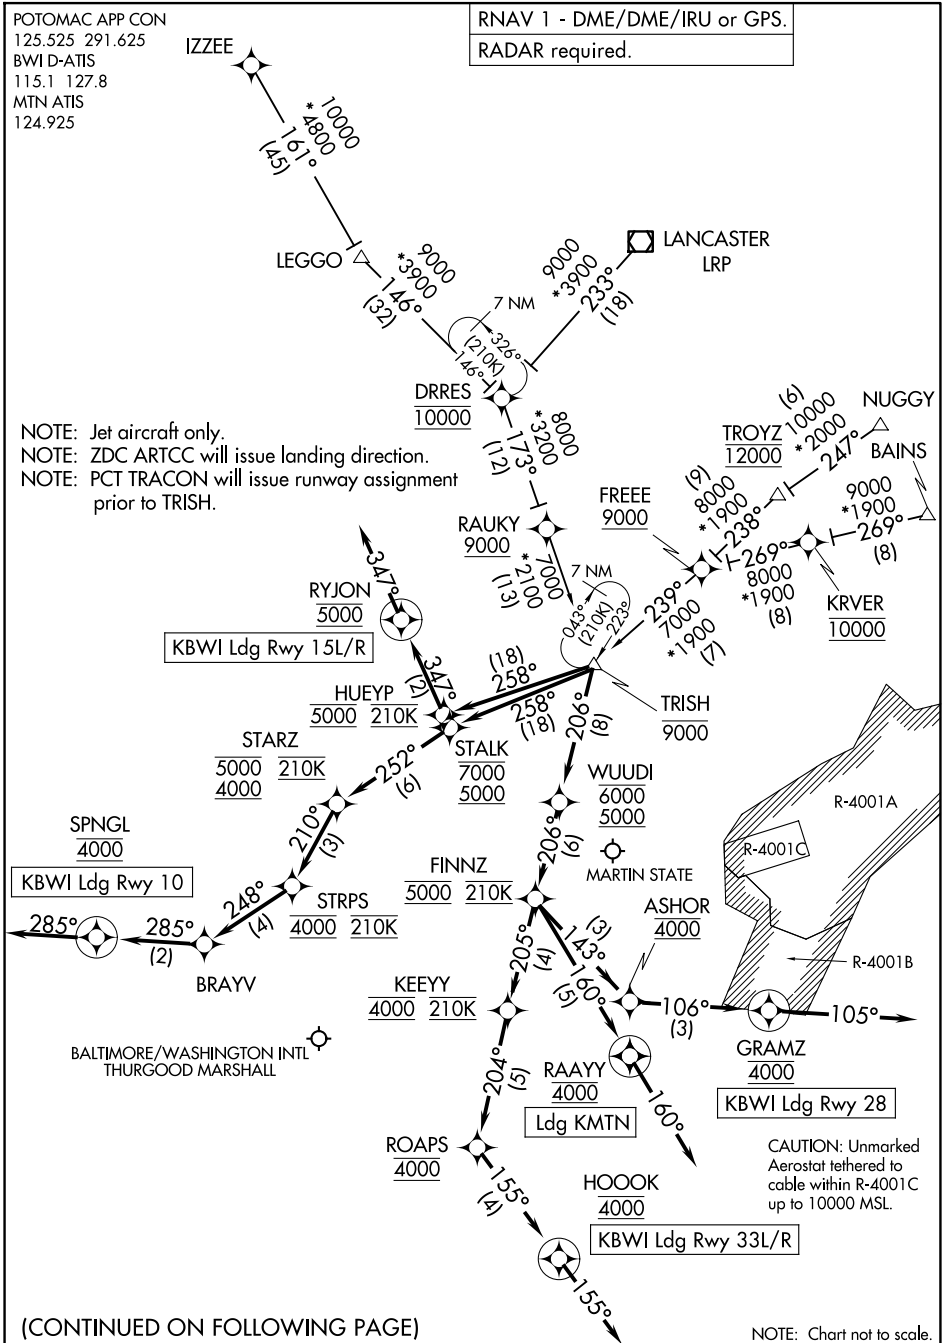 POTOMAC APP CON
125.525 291.625
BWI D-ATIS
115.1 127.8
MTN ATIS
124.925
RNAV 1 - DME/DME/IRU or GPS.
RADAR required.
IZZEE
10000
*4800
161°
(45)
LEGGO
9000
*3900
146°
(32)
LANCASTER
LRP
9000
*3900
233°
(18)
7 NM
326°
(210K)
146°
DRRES
10000
8000
*3200
173°
(12)
NOTE: Jet aircraft only.
NOTE: ZDC ARTCC will issue landing direction.
NOTE: PCT TRACON will issue runway assignment
prior to TRISH.
RAUKY
9000
7000
*2100
(13)
NUGGY
(6)
10000
*2000
247°
TROYZ
12000
BAINS
9000
*1900
269°
(8)
(9)
8000
*1900
238°
FREEE
9000
269°
8000
*1900
(8)
KRVER
10000
239°
7000
*1900
(7)
7 NM
043°
(210K)
223°
TRISH
9000
347°
RYJON
5000
KBWI Ldg Rwy 15L/R
347°
(2)
(18)
258°
258°
(18)
HUEYP
5000 210K
STALK
7000
5000
206°
(8)
STARZ
5000 210K
4000
252°
(6)
WUUDI
6000
5000
R-4001A
R-4001C
206°
(6)
MARTIN STATE
SPNGL
4000
KBWI Ldg Rwy 10
210°
(3)
FINNZ
5000 210K
STRPS
4000 210K
248°
(4)
ASHOR
4000
(3)
143°
R-4001B
285°
285°
(2)
BRAYV
205°
(4)
160°
(5)
KEEYY
4000 210K
106°
(3)
105°
GRAMZ
4000
KBWI Ldg Rwy 28
BALTIMORE/WASHINGTON INTL
THURGOOD MARSHALL
204°
(5)
RAAYY
4000
Ldg KMTN
160°
ROAPS
4000
155°
(4)
HOOOK
4000
KBWI Ldg Rwy 33L/R
155°
CAUTION: Unmarked
Aerostat tethered to
cable within R-4001C
up to 10000 MSL.
(CONTINUED ON FOLLOWING PAGE)
NOTE: Chart not to scale.